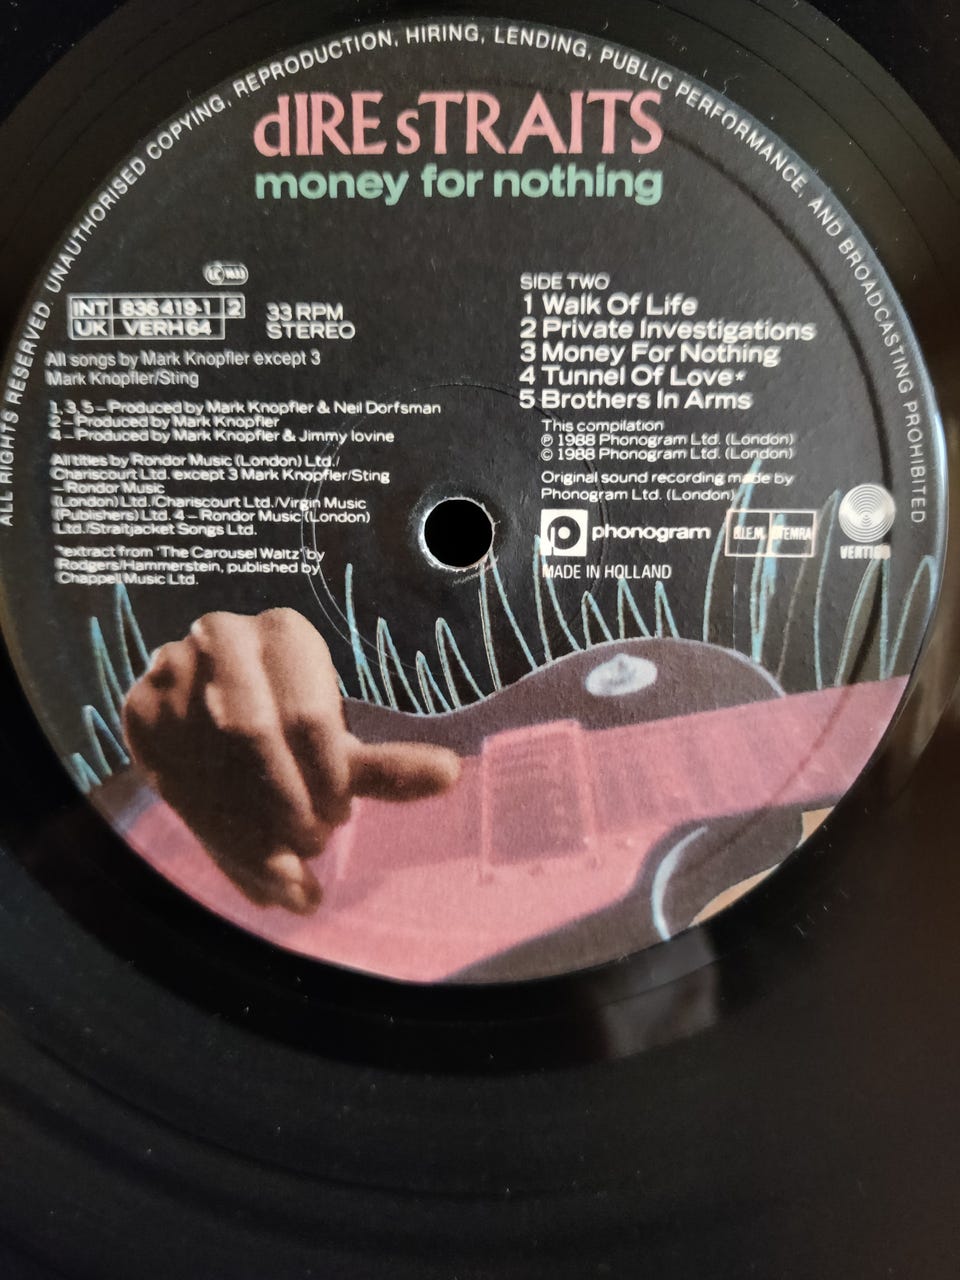 ALL RIGHTS RESERVED. UNAUTHORISED COPYING, REPRODUCTION, HIRING, LENDING, PUBLIC PERFORMANCE, AND BROADCASTING PROHIBITED
dIRE sTRAITS
money for nothing
LC
INT 836 419-1 2
UK VERH 64
33 RPM
STEREO
All songs by Mark Knopfler except 3
Mark Knopfler/Sting
1, 3, 5 – Produced by Mark Knopfler & Neil Dorfsman
2 – Produced by Mark Knopfler
4 – Produced by Mark Knopfler & Jimmy Iovine
All titles by Rondor Music (London) Ltd./
Chariscourt Ltd. except 3 Mark Knopfler/Sting
– Rondor Music
(London) Ltd./Chariscourt Ltd./Virgin Music
(Publishers) Ltd. 4 – Rondor Music (London)
Ltd./Straitjacket Songs Ltd.
*extract from 'The Carousel Waltz' by
Rodgers/Hammerstein, published by
Chappell Music Ltd.
SIDE TWO
1 Walk Of Life
2 Private Investigations
3 Money For Nothing
4 Tunnel Of Love*
5 Brothers In Arms
This compilation
℗ 1988 Phonogram Ltd. (London)
© 1988 Phonogram Ltd. (London)
Original sound recording made by
Phonogram Ltd. (London)
phonogram
B.I.E.M. STEMRA
VERTIGO
MADE IN HOLLAND